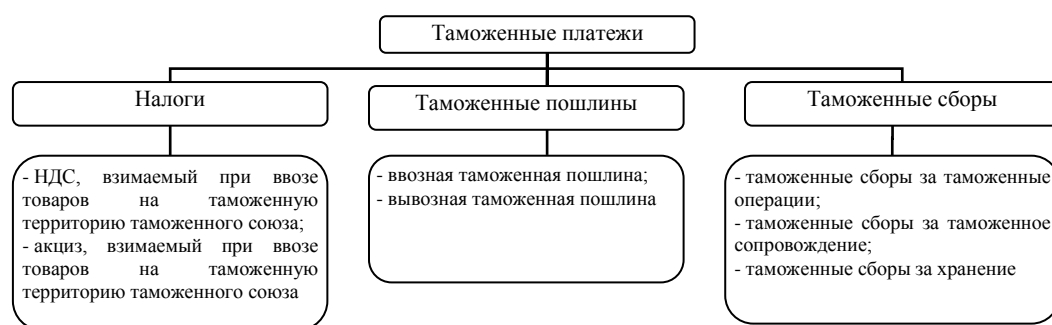 Таможенные платежи
Налоги
Таможенные пошлины
Таможенные сборы
- НДС, взимаемый при ввозе
товаров на таможенную
территорию таможенного союза;
- акциз, взимаемый при ввозе
товаров на таможенную
территорию таможенного союза
- ввозная таможенная пошлина;
- вывозная таможенная пошлина
- таможенные сборы за таможенные
операции;
- таможенные сборы за таможенное
сопровождение;
- таможенные сборы за хранение